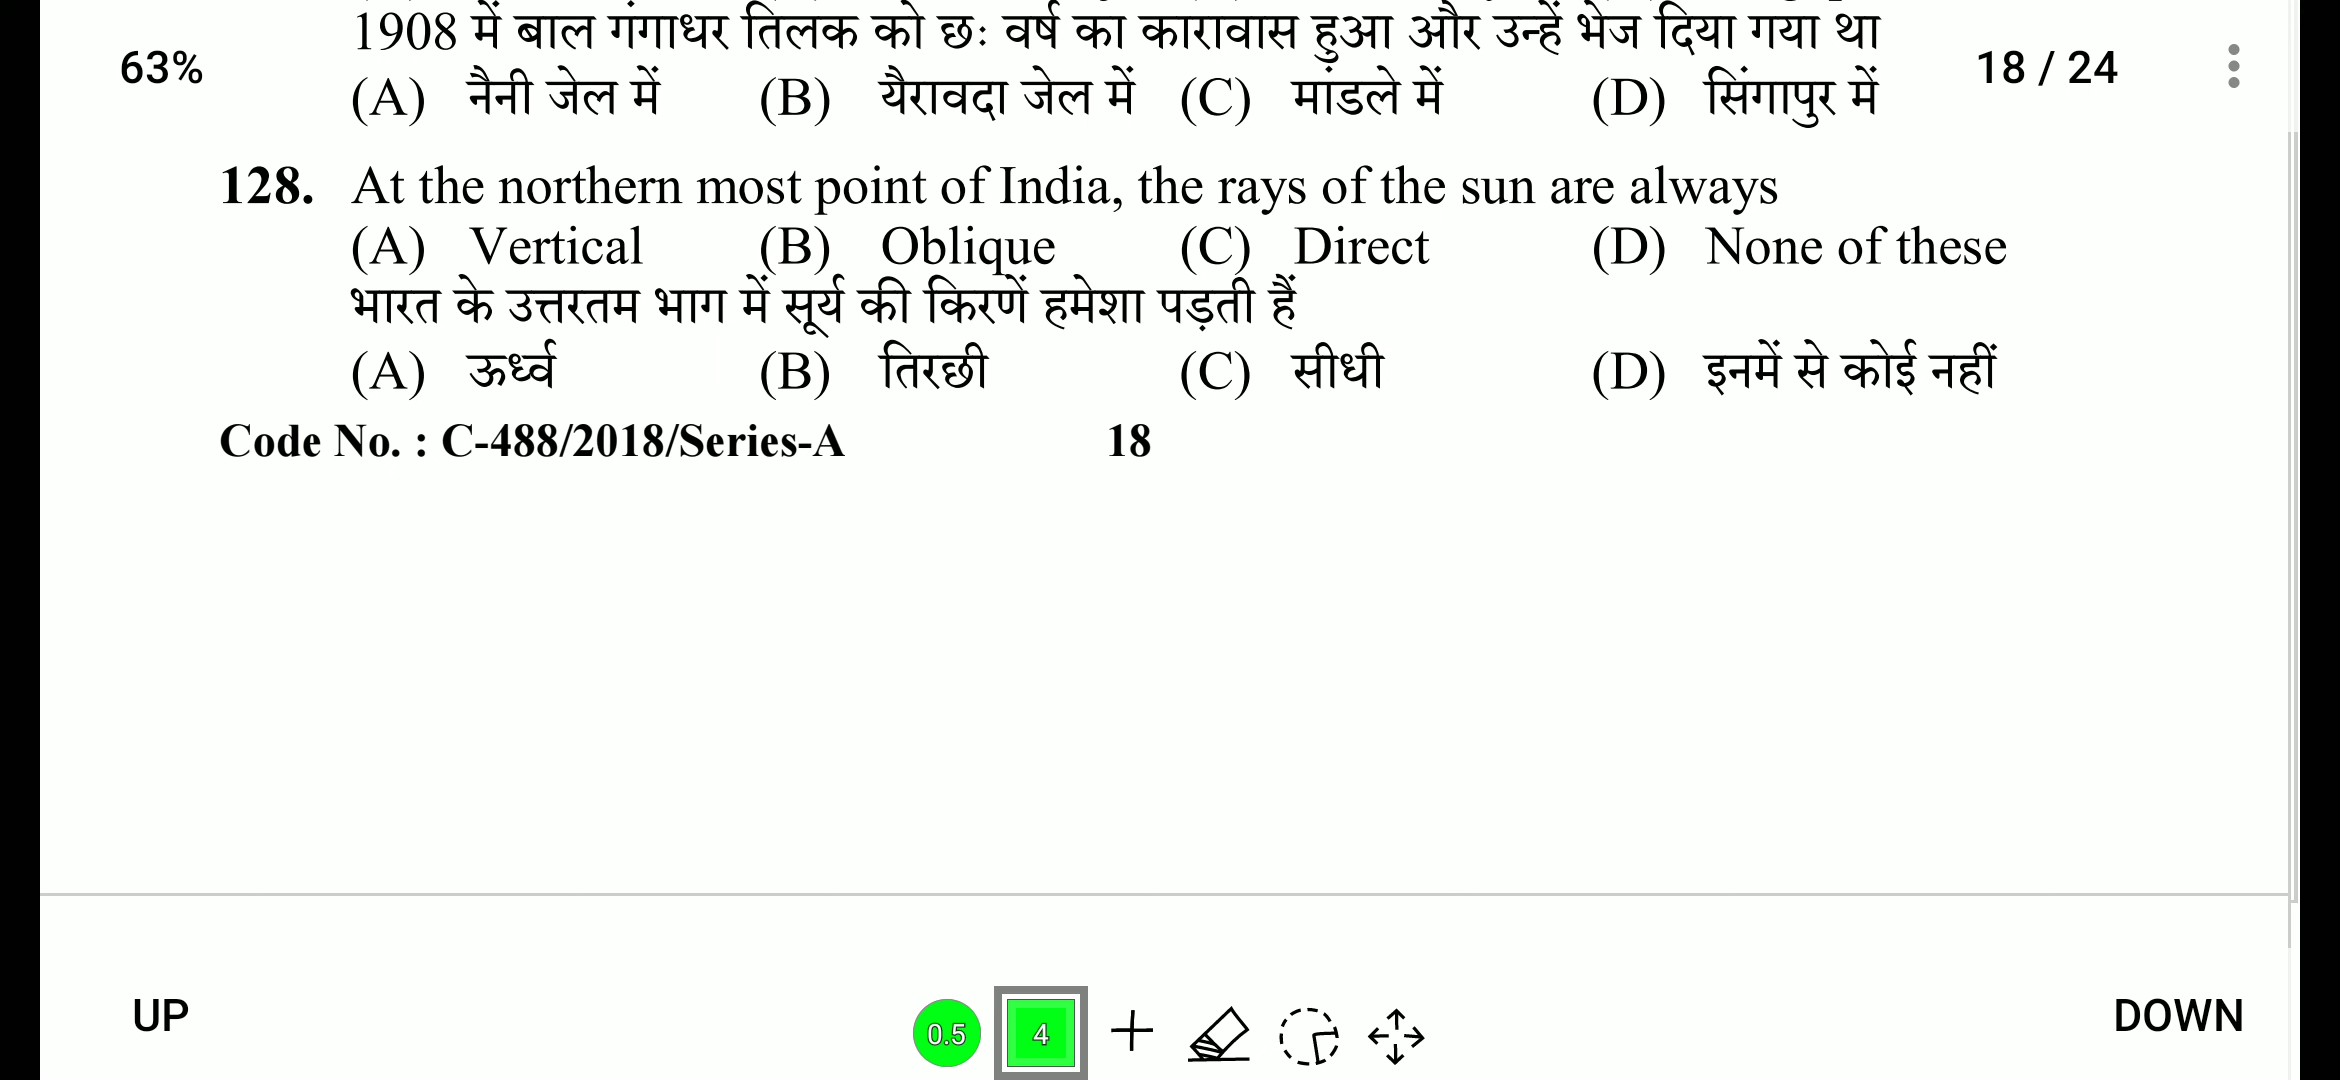 1908 में बाल गंगाधर तिलक को छः वर्ष का कारावास हुआ और उन्हें भेज दिया गया था
63% 18 / 24
(A) नैनी जेल में (B) यैरावदा जेल में (C) मांडले में (D) सिंगापुर में
128. At the northern most point of India, the rays of the sun are always
(A) Vertical (B) Oblique (C) Direct (D) None of these
भारत के उत्तरतम भाग में सूर्य की किरणें हमेशा पड़ती हैं
(A) ऊर्ध्व (B) तिरछी (C) सीधी (D) इनमें से कोई नहीं
Code No. : C-488/2018/Series-A 18
UP 0.5 4 DOWN